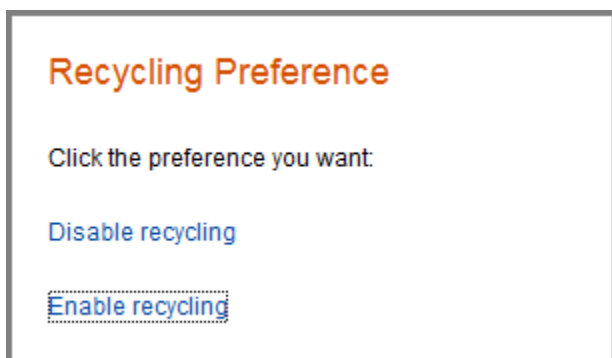 Recycling Preference
Click the preference you want:
Disable recycling
Enable recycling